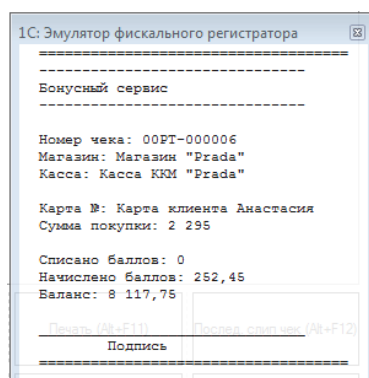 1С: Эмулятор фискального регистратора
Бонусный сервис
Номер чека: 00РТ-000006
Магазин: Магазин "Prada"
Касса: Касса ККМ "Prada"
Карта №: Карта клиента Анастасия
Сумма покупки: 2 295
Списано баллов: 0
Начислено баллов: 252,45
Баланс: 8 117,75
Печать (Alt+F11) Послед. слип чек (Alt+F12)
Подпись